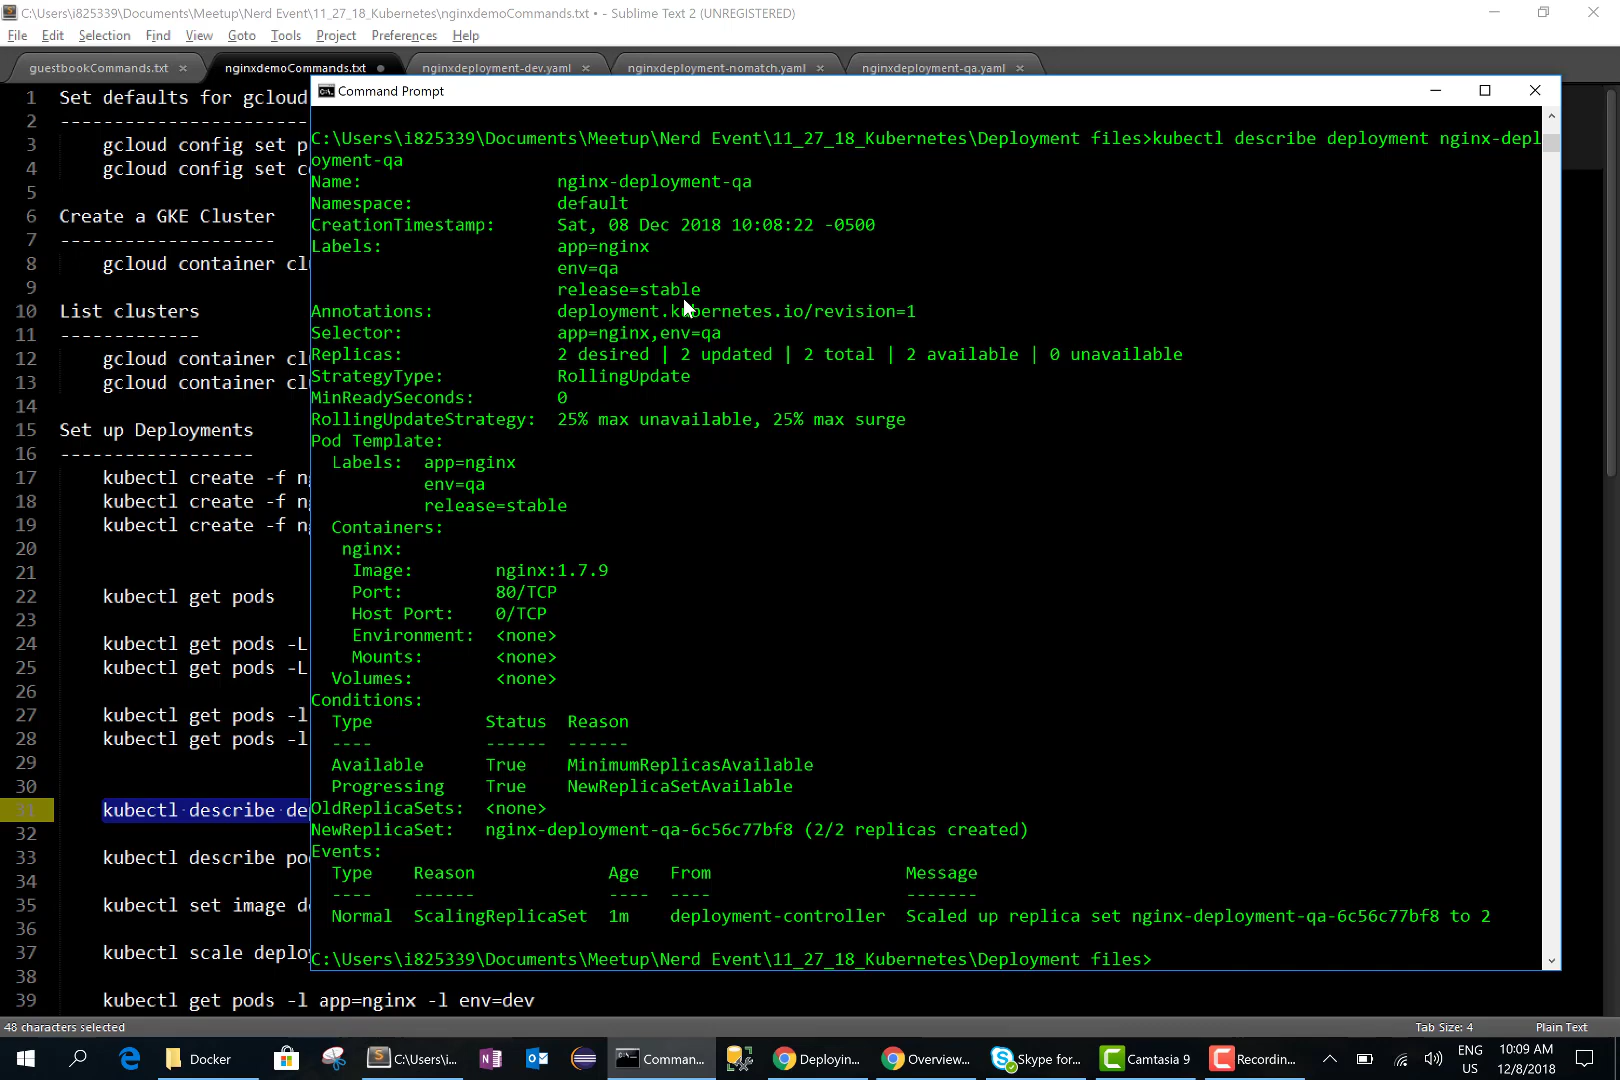 C:\Users\i825339\Documents\Meetup\Nerd Event\11_27_18_Kubernetes\nginxdemoCommands.txt • - Sublime Text 2 (UNREGISTERED)
File Edit Selection Find View Goto Tools Project Preferences Help
guestbookCommands.txt × nginxdemoCommands.txt nginxdeployment-dev.yaml × nginxdeployment-nomatch.yaml × nginxdeployment-qa.yaml ×
1 Set defaults for gcloud
2 -----------------------
3 gcloud config set p
4 gcloud config set c
5
6 Create a GKE Cluster
7 --------------------
8 gcloud container cl
9
10 List clusters
11 -------------
12 gcloud container cl
13 gcloud container cl
14
15 Set up Deployments
16 ------------------
17 kubectl create -f n
18 kubectl create -f n
19 kubectl create -f n
20
21
22 kubectl get pods
23
24 kubectl get pods -L
25 kubectl get pods -L
26
27 kubectl get pods -l
28 kubectl get pods -l
29
30
31 kubectl describe de
32
33 kubectl describe po
34
35 kubectl set image d
36
37 kubectl scale deplo
38
39 kubectl get pods -l app=nginx -l env=dev
Command Prompt
C:\Users\i825339\Documents\Meetup\Nerd Event\11_27_18_Kubernetes\Deployment files>kubectl describe deployment nginx-depl
oyment-qa
Name: nginx-deployment-qa
Namespace: default
CreationTimestamp: Sat, 08 Dec 2018 10:08:22 -0500
Labels: app=nginx
env=qa
release=stable
Annotations: deployment.kubernetes.io/revision=1
Selector: app=nginx,env=qa
Replicas: 2 desired | 2 updated | 2 total | 2 available | 0 unavailable
StrategyType: RollingUpdate
MinReadySeconds: 0
RollingUpdateStrategy: 25% max unavailable, 25% max surge
Pod Template:
Labels: app=nginx
env=qa
release=stable
Containers:
nginx:
Image: nginx:1.7.9
Port: 80/TCP
Host Port: 0/TCP
Environment: <none>
Mounts: <none>
Volumes: <none>
Conditions:
Type Status Reason
---- ------ ------
Available True MinimumReplicasAvailable
Progressing True NewReplicaSetAvailable
OldReplicaSets: <none>
NewReplicaSet: nginx-deployment-qa-6c56c77bf8 (2/2 replicas created)
Events:
Type Reason Age From Message
---- ------ ---- ---- -------
Normal ScalingReplicaSet 1m deployment-controller Scaled up replica set nginx-deployment-qa-6c56c77bf8 to 2
C:\Users\i825339\Documents\Meetup\Nerd Event\11_27_18_Kubernetes\Deployment files>
48 characters selected Tab Size: 4 Plain Text
Docker C:\Users\i... Comman... Deployin... Overview... Skype for... Camtasia 9 Recordin... ENG 10:09 AM
US 12/8/2018